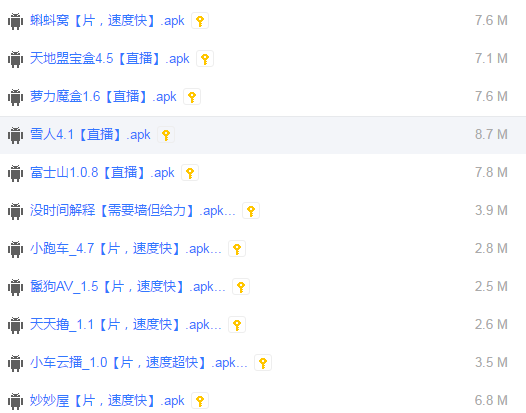 蝌蚪窝【片，速度快】.apk 7.6 M
天地盟宝盒4.5【直播】.apk 7.1 M
萝力魔盒1.6【直播】.apk 7.6 M
雪人4.1【直播】.apk 8.7 M
富士山1.0.8【直播】.apk 7.8 M
没时间解释【需要墙但给力】.apk... 3.9 M
小跑车_4.7【片，速度快】.apk... 2.8 M
鬣狗AV_1.5【片，速度快】.apk... 2.5 M
天天撸_1.1【片，速度快】.apk... 2.6 M
小车云播_1.0【片，速度超快】.apk... 3.5 M
妙妙屋【片，速度快】.apk 6.8 M